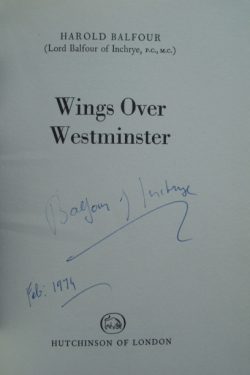 HAROLD BALFOUR
(Lord Balfour of Inchrye, P.C., M.C.)
Wings Over
Westminster
Balfour of Inchrye
Feb: 1974
HUTCHINSON OF LONDON